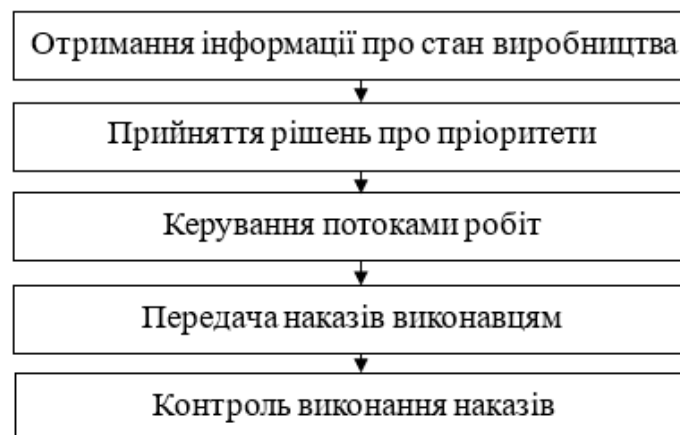 Отримання інформації про стан виробництва
Прийняття рішень про пріоритети
Керування потоками робіт
Передача наказів виконавцям
Контроль виконання наказів